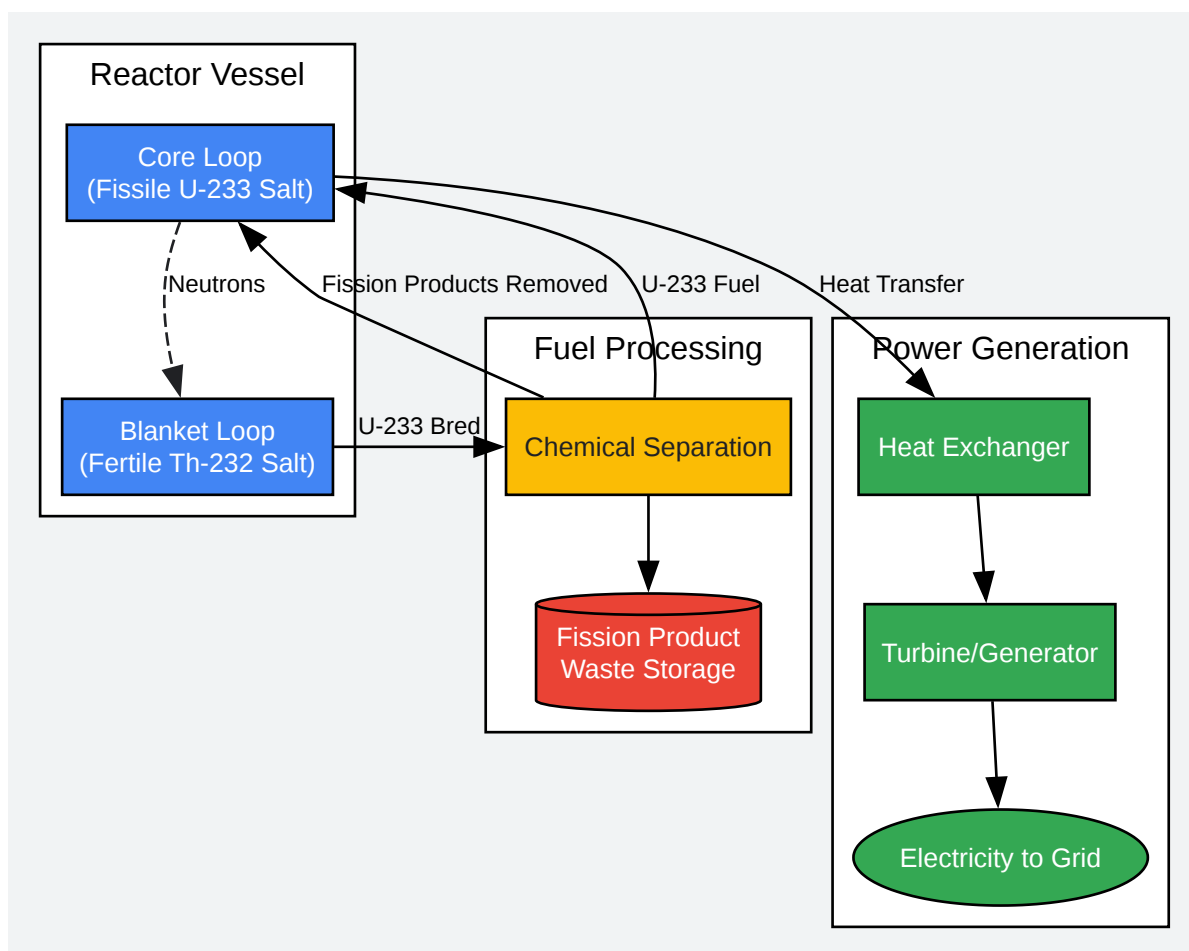 Reactor Vessel
Core Loop
(Fissile U-233 Salt)
Neutrons
Fission Products Removed
U-233 Fuel
Heat Transfer
Fuel Processing
Power Generation
Blanket Loop
(Fertile Th-232 Salt)
U-233 Bred
Chemical Separation
Heat Exchanger
Fission Product
Waste Storage
Turbine/Generator
Electricity to Grid